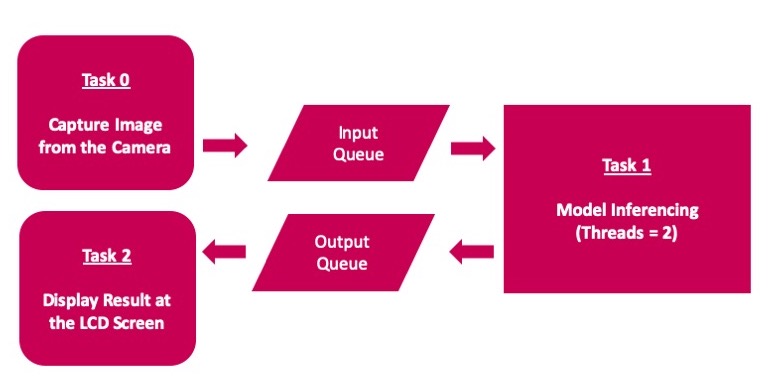 Task 0
Capture Image
from the Camera
Input
Queue
Task 1
Model Inferencing
(Threads = 2)
Output
Queue
Task 2
Display Result at
the LCD Screen